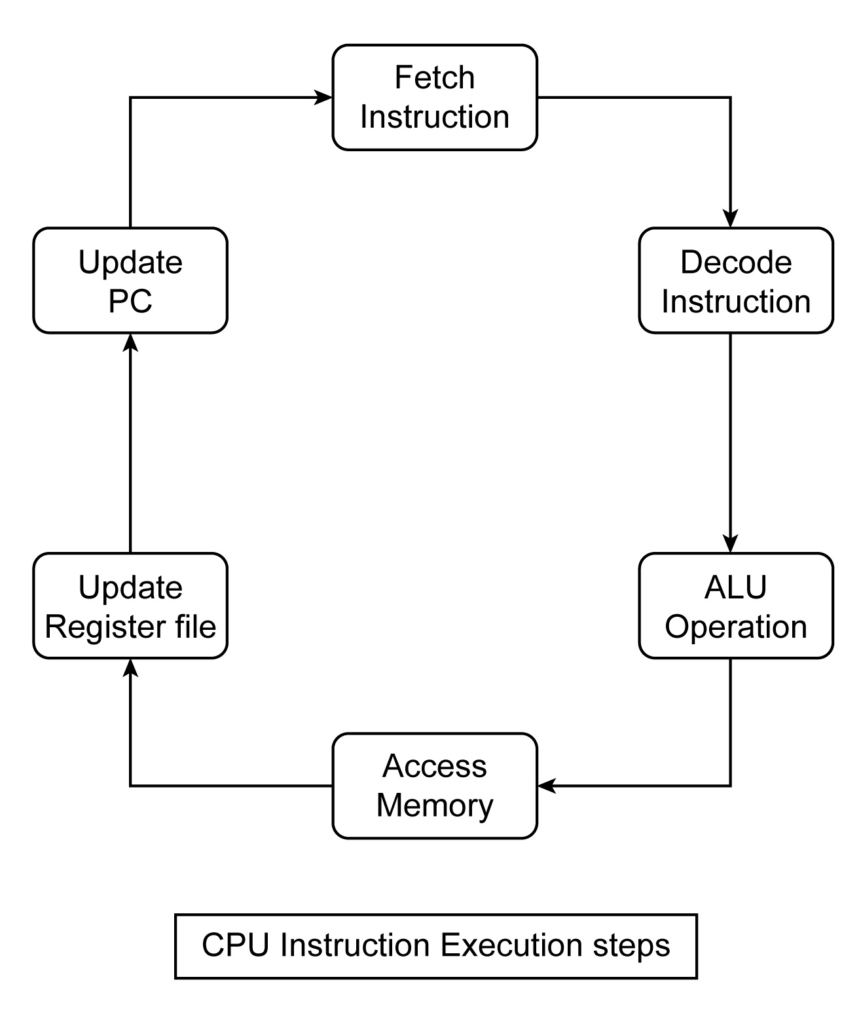 Fetch
Instruction
Decode
Instruction
ALU
Operation
Access
Memory
Update
Register file
Update
PC
CPU Instruction Execution steps